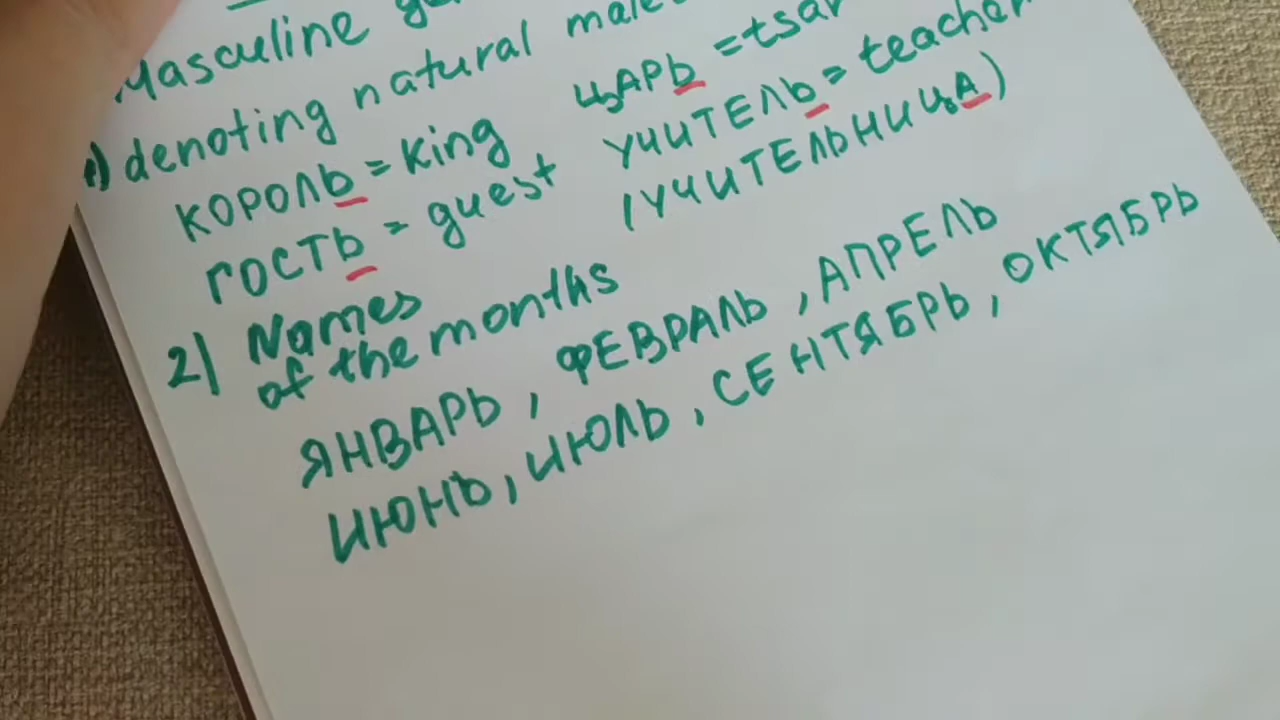 Masculine
1) denoting natural male
КОРОЛЬ = King ЦАРЬ = tsar
ГОСТЬ = guest УЧИТЕЛЬ = teacher
(УЧИТЕЛЬНИЦА)
2) Names
of the months
ЯНВАРЬ, ФЕВРАЛЬ, АПРЕЛЬ
ИЮНЬ, ИЮЛЬ, СЕНТЯБРЬ, ОКТЯБРЬ